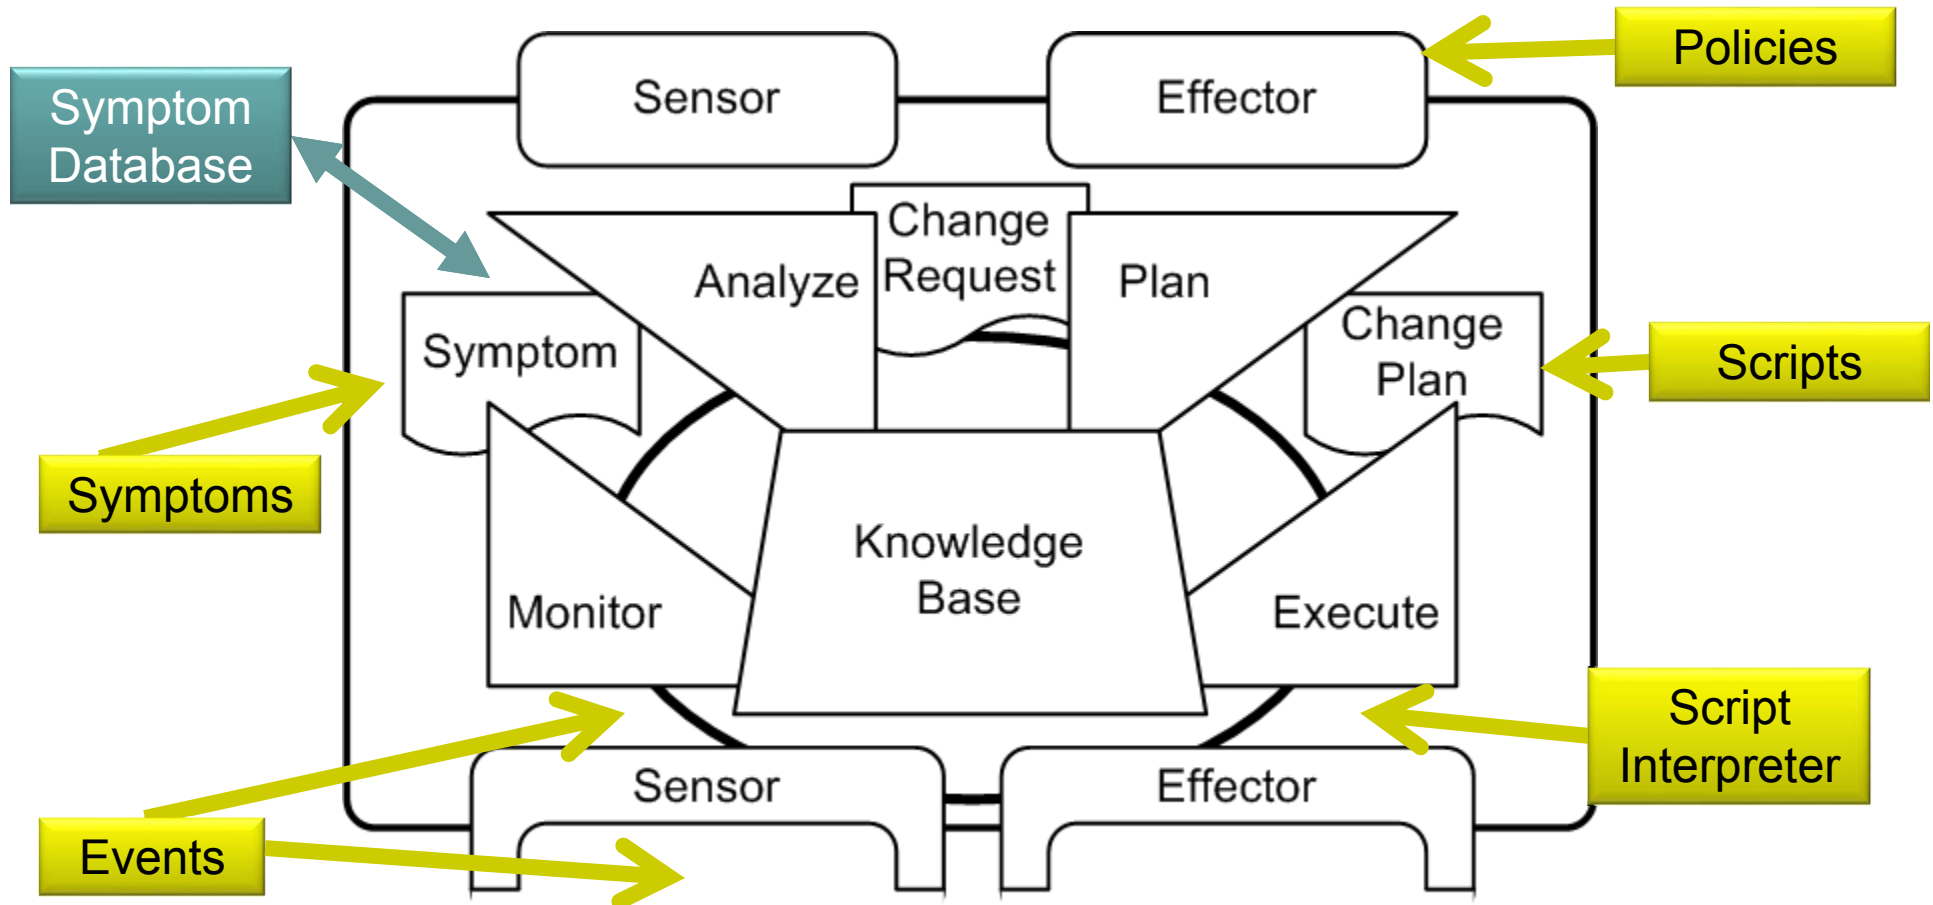 Policies
Sensor
Effector
Symptom
Database
Change
Request
Analyze
Plan
Symptom
Change
Plan
Scripts
Symptoms
Knowledge
Base
Monitor
Execute
Script
Interpreter
Sensor
Effector
Events